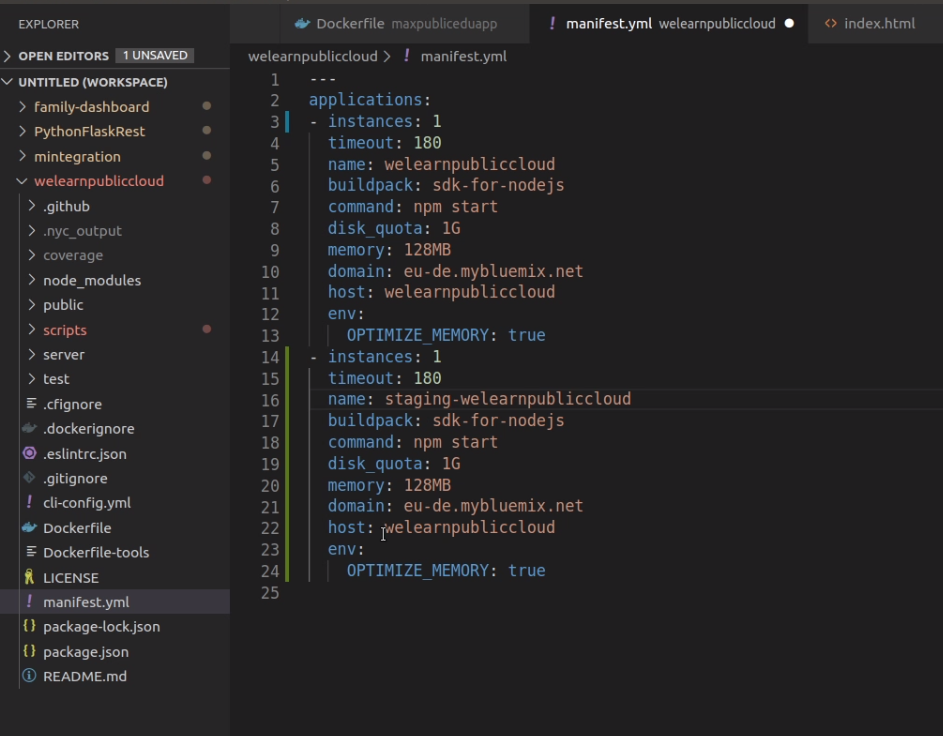 EXPLORER
OPEN EDITORS 1 UNSAVED
UNTITLED (WORKSPACE)
family-dashboard
PythonFlaskRest
mintegration
welearnpubliccloud
.github
.nyc_output
coverage
node_modules
public
scripts
server
test
.cfignore
.dockerignore
.eslintrc.json
.gitignore
cli-config.yml
Dockerfile
Dockerfile-tools
LICENSE
manifest.yml
package-lock.json
package.json
README.md
Dockerfile maxpubliceduapp ! manifest.yml welearnpubliccloud <> index.html
welearnpubliccloud > ! manifest.yml
1 ---
2 applications:
3 - instances: 1
4 timeout: 180
5 name: welearnpubliccloud
6 buildpack: sdk-for-nodejs
7 command: npm start
8 disk_quota: 1G
9 memory: 128MB
10 domain: eu-de.mybluemix.net
11 host: welearnpubliccloud
12 env:
13 OPTIMIZE_MEMORY: true
14 - instances: 1
15 timeout: 180
16 name: staging-welearnpubliccloud
17 buildpack: sdk-for-nodejs
18 command: npm start
19 disk_quota: 1G
20 memory: 128MB
21 domain: eu-de.mybluemix.net
22 host: welearnpubliccloud
23 env:
24 OPTIMIZE_MEMORY: true
25